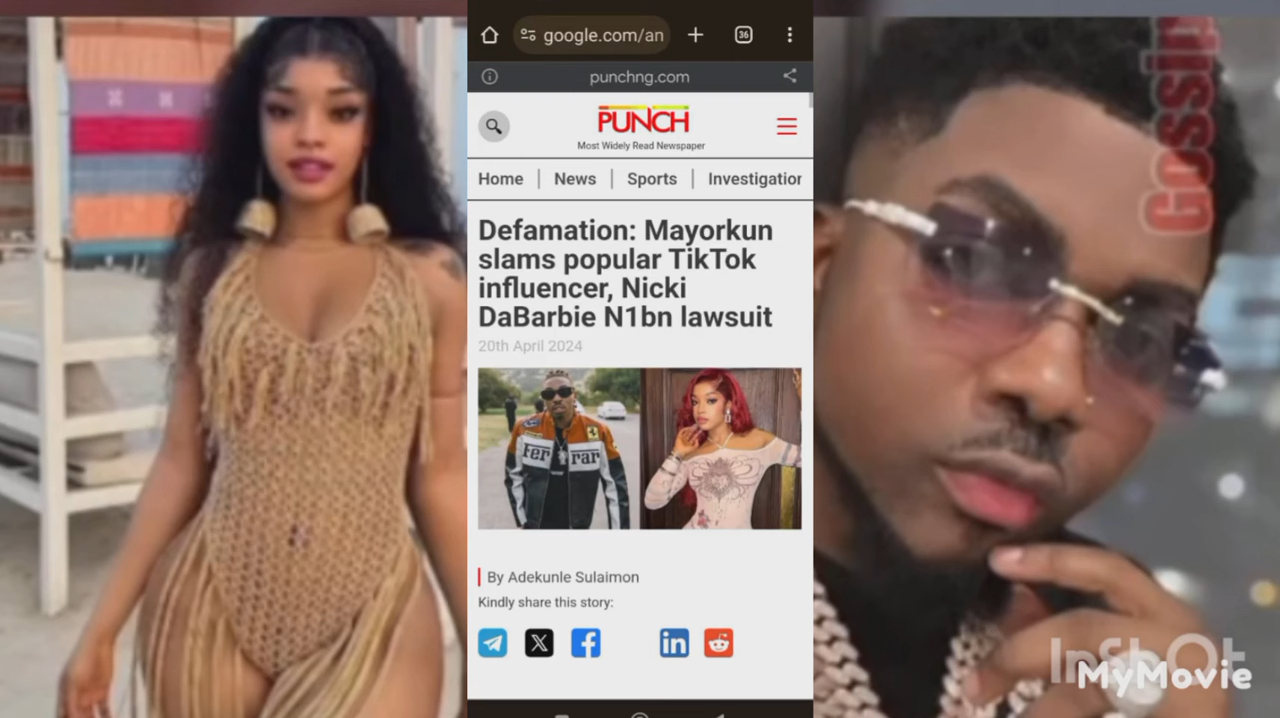 google.com/an
36
punchng.com
PUNCH
Most Widely Read Newspaper
Home | News | Sports | Investigation
Defamation: Mayorkun
slams popular TikTok
influencer, Nicki
DaBarbie N1bn lawsuit
20th April 2024
Fer rar
By Adekunle Sulaimon
Kindly share this story:
Gossip
InShOt
MyMovie